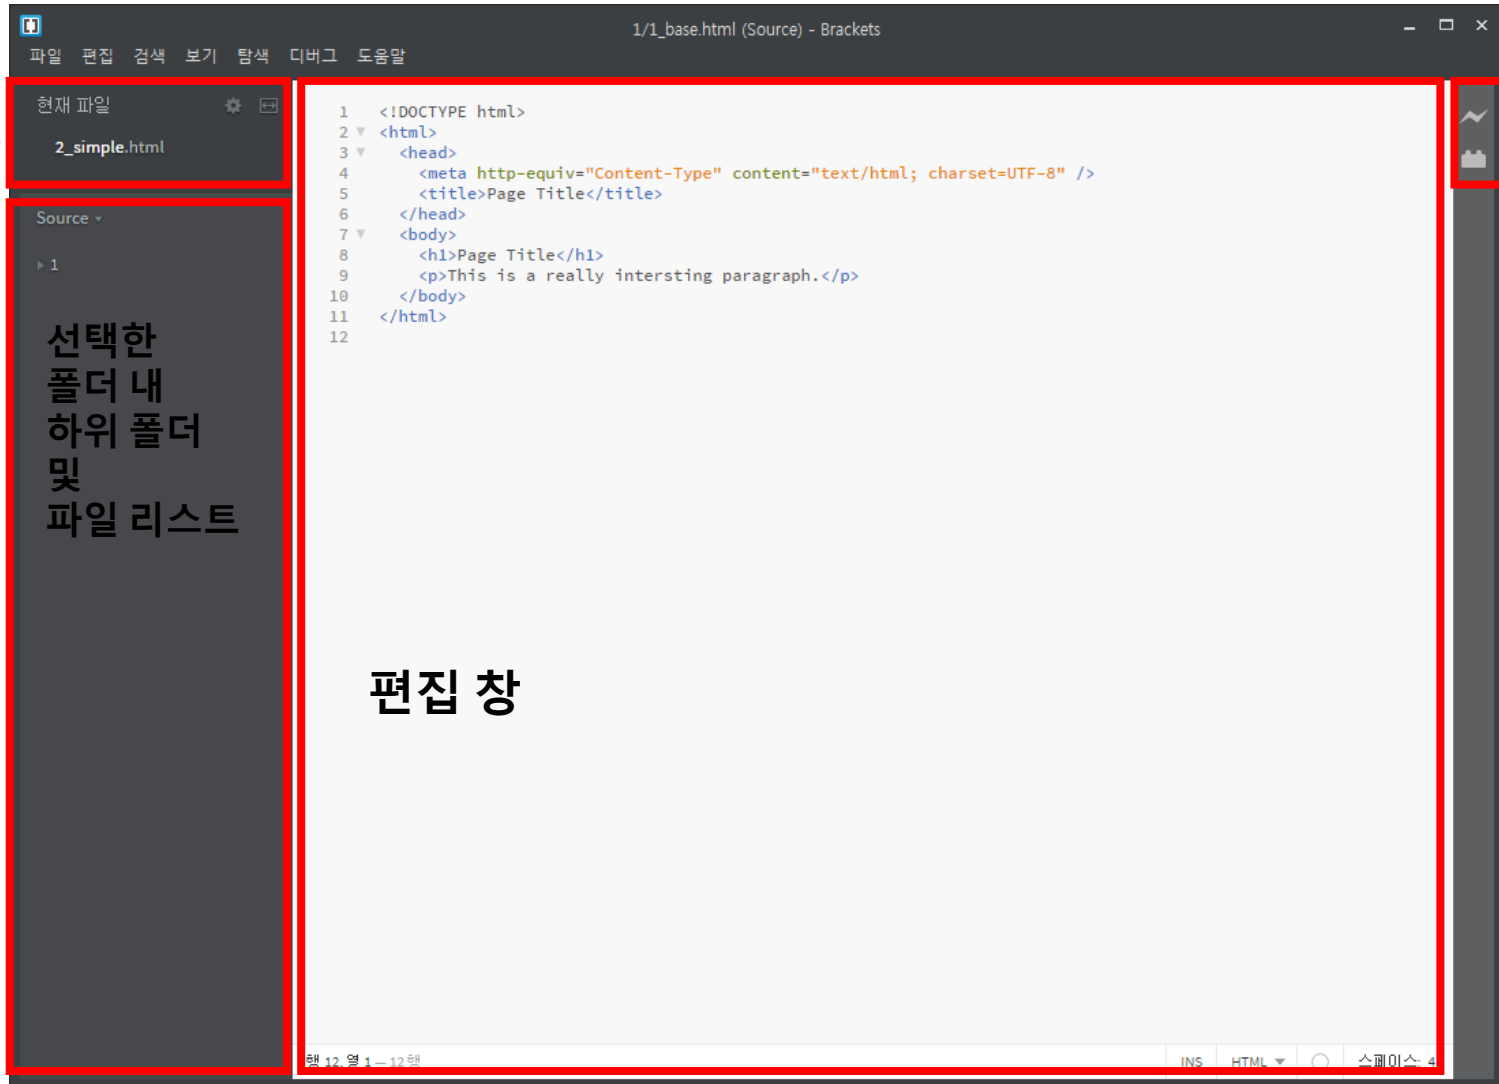 1/1_base.html (Source) - Brackets
파일 편집 검색 보기 탐색 디버그 도움말
현재 파일
2_simple.html
Source
1
선택한
폴더 내
하위 폴더
및
파일 리스트
1 <!DOCTYPE html>
2 <html>
3 <head>
4 <meta http-equiv="Content-Type" content="text/html; charset=UTF-8" />
5 <title>Page Title</title>
6 </head>
7 <body>
8 <h1>Page Title</h1>
9 <p>This is a really intersting paragraph.</p>
10 </body>
11 </html>
12
편집 창
행 12, 열 1 — 12 행
INS HTML 스페이스: 4